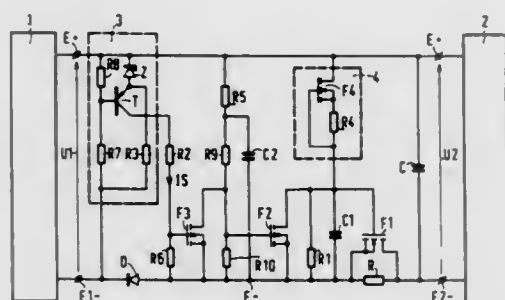 1
3
2
E+
E+
R8
Z
T
4
F4
R5
R4
U1
R7
R3
R2
R9
C2
C
U2
IS
F3
F2
C1
F1
R6
R10
R1
D
R
E1-
E-
E2-